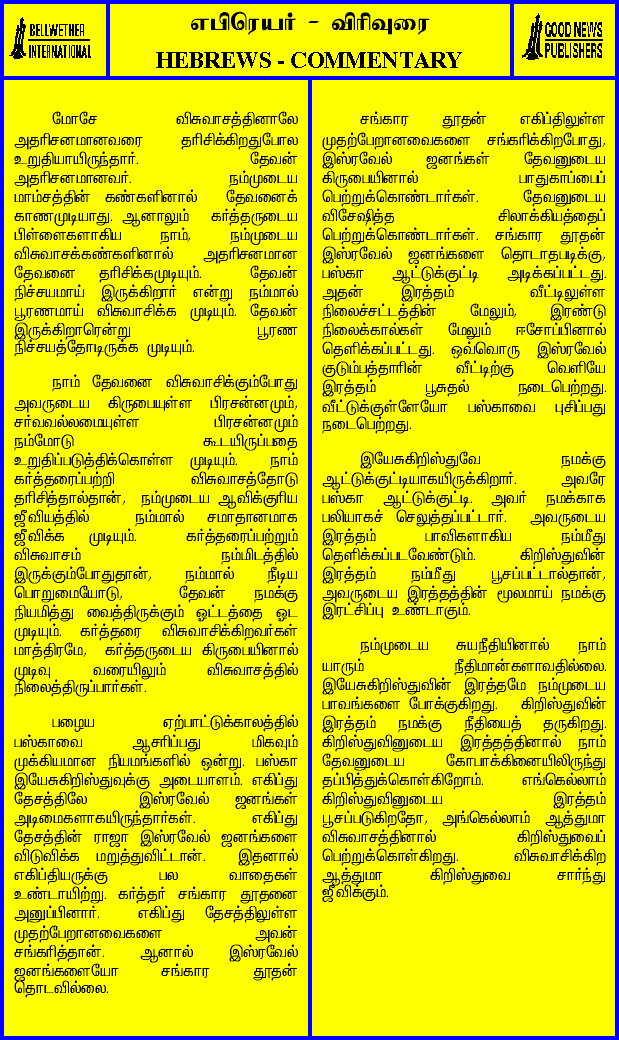 BELLWETHER
INTERNATIONAL
எபிரெயர் - விரிவுரை
HEBREWS - COMMENTARY
GOOD NEWS
PUBLISHERS
மோசே விசுவாசத்தினாலே
அதரிசனமானவரை தரிசிக்கிறதுபோல
உறுதியாயிருந்தார். தேவன்
அதரிசனமானவர். நம்முடைய
மாம்சத்தின் கண்களினால் தேவனைக்
காணமுடியாது. ஆனாலும் கர்த்தருடைய
பிள்ளைகளாகிய நாம், நம்முடைய
விசுவாசக்கண்களினால் அதரிசனமான
தேவனை தரிசிக்கமுடியும். தேவன்
நிச்சயமாய் இருக்கிறார் என்று நம்மால்
பூரணமாய் விசுவாசிக்க முடியும். தேவன்
இருக்கிறாரென்று பூரண
நிச்சயத்தோடிருக்க முடியும்.
நாம் தேவனை விசுவாசிக்கும்போது
அவருடைய கிருபையுள்ள பிரசன்னமும்,
சர்வவல்லமையுள்ள பிரசன்னமும்
நம்மோடு கூடயிருப்பதை
உறுதிப்படுத்திக்கொள்ள முடியும். நாம்
கர்த்தரைப்பற்றி விசுவாசத்தோடு
தரிசித்தால்தான், நம்முடைய ஆவிக்குரிய
ஜீவியத்தில் நம்மால் சமாதானமாக
ஜீவிக்க முடியும். கர்த்தரைப்பற்றும்
விசுவாசம் நம்மிடத்தில்
இருக்கும்போதுதான், நம்மால் நீடிய
பொறுமையோடு, தேவன் நமக்கு
நியமித்து வைத்திருக்கும் ஓட்டத்தை ஓட
முடியும். கர்த்தரை விசுவாசிக்கிறவர்கள்
மாத்திரமே, கர்த்தருடைய கிருபையினால்
முடிவு வரையிலும் விசுவாசத்தில்
நிலைத்திருப்பார்கள்.
பழைய ஏற்பாட்டுக்காலத்தில்
பஸ்காவை ஆசரிப்பது மிகவும்
முக்கியமான நியமங்களில் ஒன்று. பஸ்கா
இயேசுகிறிஸ்துவுக்கு அடையாளம். எகிப்து
தேசத்திலே இஸ்ரவேல் ஜனங்கள்
அடிமைகளாகயிருந்தார்கள். எகிப்து
தேசத்தின் ராஜா இஸ்ரவேல் ஜனங்களை
விடுவிக்க மறுத்துவிட்டான். இதனால்
எகிப்தியருக்கு பல வாதைகள்
உண்டாயிற்று. கர்த்தர் சங்கார தூதனை
அனுப்பினார். எகிப்து தேசத்திலுள்ள
முதற்பேறானவைகளை அவன்
சங்கரித்தான். ஆனால் இஸ்ரவேல்
ஜனங்களையோ சங்கார தூதன்
தொடவில்லை.
சங்கார தூதன் எகிப்திலுள்ள
முதற்பேறானவைகளை சங்கரிக்கிறபோது,
இஸ்ரவேல் ஜனங்கள் தேவனுடைய
கிருபையினால் பாதுகாப்பைப்
பெற்றுக்கொண்டார்கள். தேவனுடைய
விசேஷித்த சிலாக்கியத்தைப்
பெற்றுக்கொண்டார்கள். சங்கார தூதன்
இஸ்ரவேல் ஜனங்களை தொடாதபடிக்கு,
பஸ்கா ஆட்டுக்குட்டி அடிக்கப்பட்டது.
அதன் இரத்தம் வீட்டிலுள்ள
நிலைச்சட்டத்தின் மேலும், இரண்டு
நிலைக்கால்கள் மேலும் ஈசோப்பினால்
தெளிக்கப்பட்டது. ஒவ்வொரு இஸ்ரவேல்
குடும்பத்தாரின் வீட்டிற்கு வெளியே
இரத்தம் பூசுதல் நடைபெற்றது.
வீட்டுக்குள்ளேயோ பஸ்காவை புசிப்பது
நடைபெற்றது.
இயேசுகிறிஸ்துவே நமக்கு
ஆட்டுக்குட்டியாகயிருக்கிறார். அவரே
பஸ்கா ஆட்டுக்குட்டி. அவர் நமக்காக
பலியாகச் செலுத்தப்பட்டார். அவருடைய
இரத்தம் பாவிகளாகிய நம்மீது
தெளிக்கப்படவேண்டும். கிறிஸ்துவின்
இரத்தம் நம்மீது பூசப்பட்டால்தான்,
அவருடைய இரத்தத்தின் மூலமாய் நமக்கு
இரட்சிப்பு உண்டாகும்.
நம்முடைய சுயநீதியினால் நாம்
யாரும் நீதிமான்களாவதில்லை.
இயேசுகிறிஸ்துவின் இரத்தமே நம்முடைய
பாவங்களை போக்குகிறது. கிறிஸ்துவின்
இரத்தம் நமக்கு நீதியைத் தருகிறது.
கிறிஸ்துவினுடைய இரத்தத்தினால் நாம்
தேவனுடைய கோபாக்கினையிலிருந்து
தப்பித்துக்கொள்கிறோம். எங்கெல்லாம்
கிறிஸ்துவினுடைய இரத்தம்
பூசப்படுகிறதோ, அங்கெல்லாம் ஆத்துமா
விசுவாசத்தினால் கிறிஸ்துவைப்
பெற்றுக்கொள்கிறது. விசுவாசிக்கிற
ஆத்துமா கிறிஸ்துவை சார்ந்து
ஜீவிக்கும்.